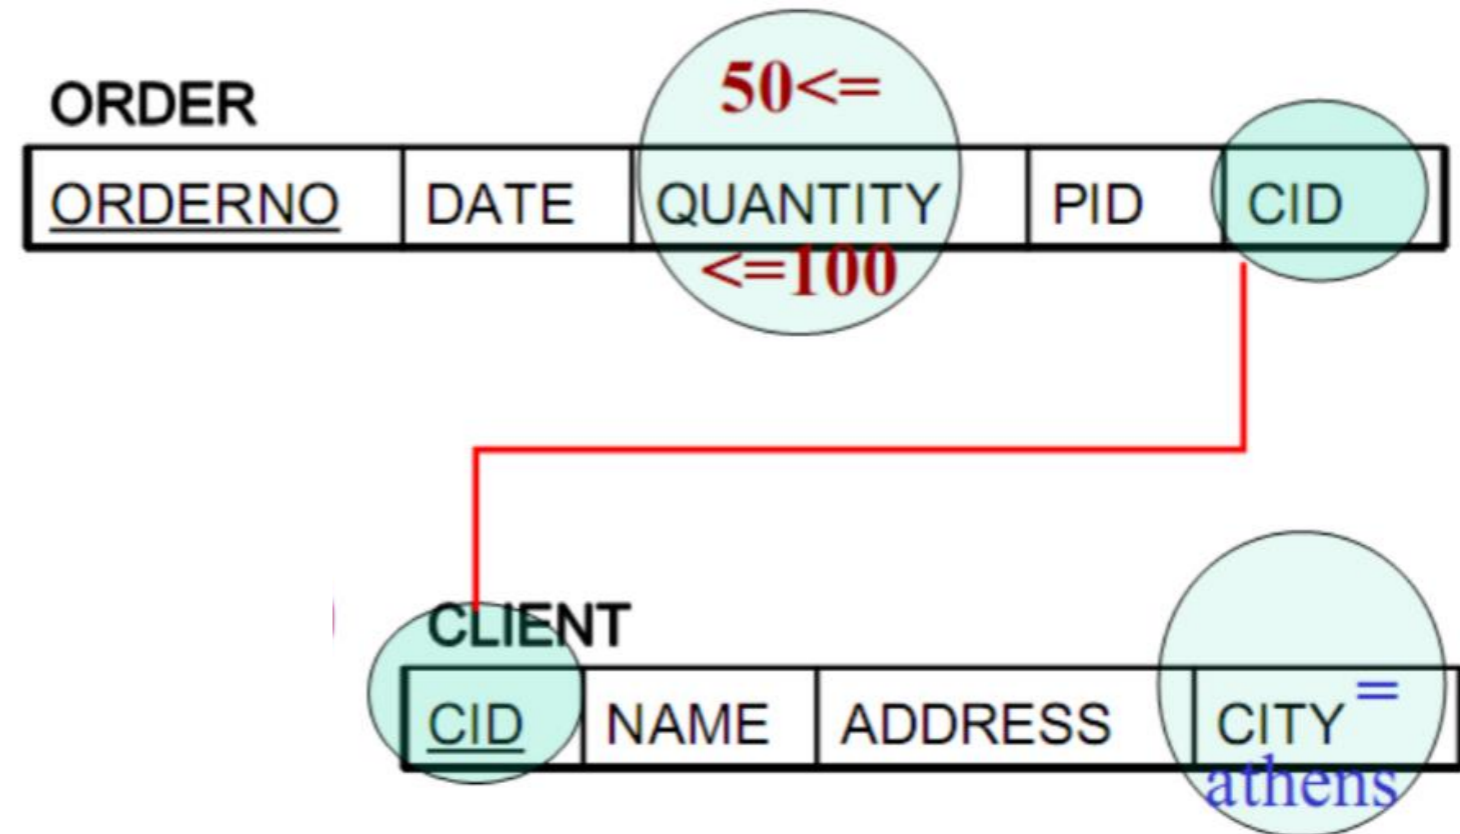 50<=
ORDER
ORDERNO DATE QUANTITY PID CID
<=100
CLIENT
CID NAME ADDRESS CITY =
athens